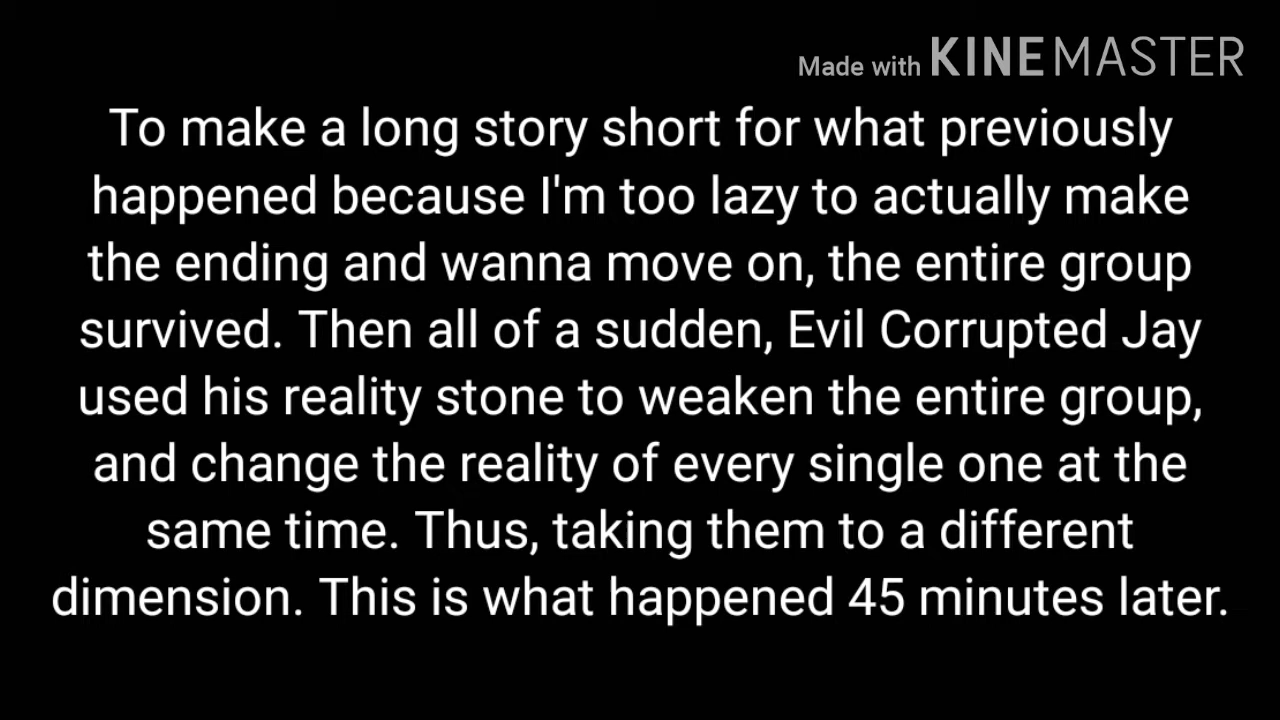 Made with KINEMASTER
To make a long story short for what previously
happened because I'm too lazy to actually make
the ending and wanna move on, the entire group
survived. Then all of a sudden, Evil Corrupted Jay
used his reality stone to weaken the entire group,
and change the reality of every single one at the
same time. Thus, taking them to a different
dimension. This is what happened 45 minutes later.